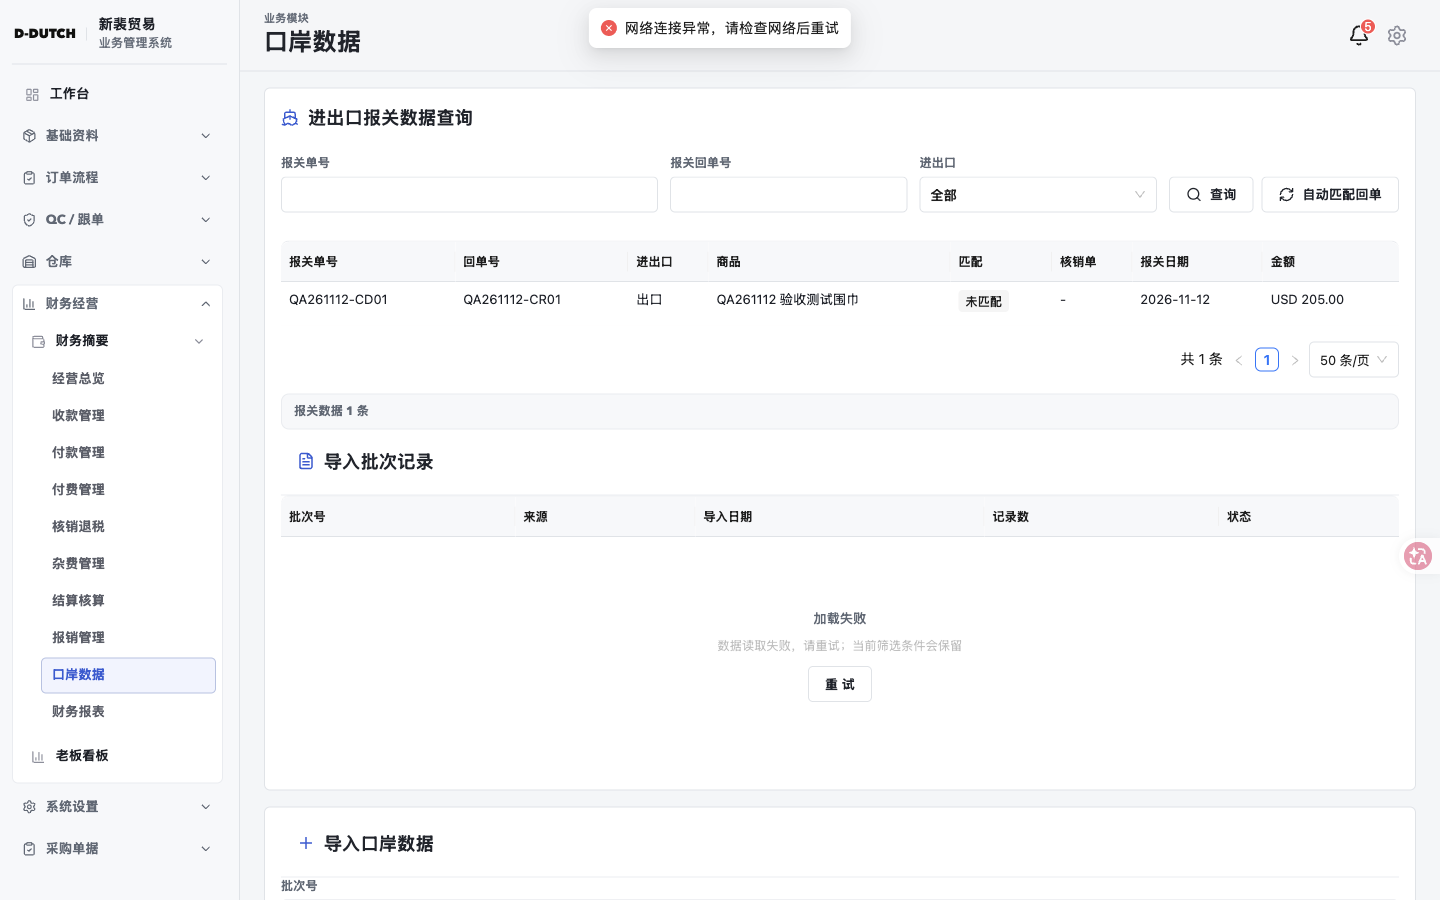 D-DUTCH
新裴贸易
业务管理系统
工作台
基础资料
订单流程
QC / 跟单
仓库
财务经营
财务摘要
经营总览
收款管理
付款管理
付费管理
核销退税
杂费管理
结算核算
报销管理
口岸数据
财务报表
老板看板
系统设置
采购单据
业务模块
口岸数据
网络连接异常，请检查网络后重试
5
进出口报关数据查询
报关单号
报关回单号
进出口
全部
查询
自动匹配回单
报关单号 回单号 进出口 商品 匹配 核销单 报关日期 金额
QA261112-CD01 QA261112-CR01 出口 QA261112 验收测试围巾 未匹配 - 2026-11-12 USD 205.00
共 1 条 < 1 > 50 条/页
报关数据 1 条
导入批次记录
批次号 来源 导入日期 记录数 状态
加载失败
数据读取失败，请重试；当前筛选条件会保留
重 试
导入口岸数据
批次号